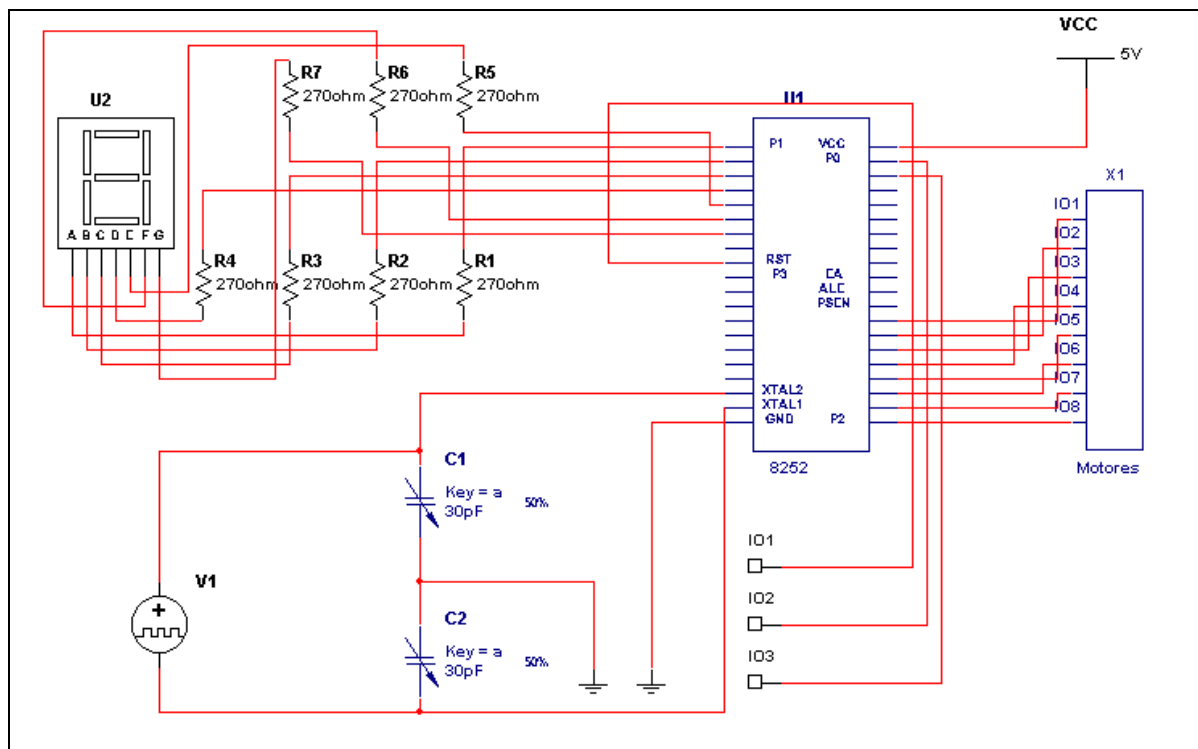 VCC
5V
R7
270ohm
R6
270ohm
R5
270ohm
U2
A B C D E F G
R4
270ohm
R3
270ohm
R2
270ohm
R1
270ohm
U1
P1
VCC
P0
RST
P3
EA
ALE
PSEN
XTAL2
XTAL1
GND
P2
8252
X1
IO1
IO2
IO3
IO4
IO5
IO6
IO7
IO8
Motores
C1
Key = a
30pF
50%
V1
C2
Key = a
30pF
50%
IO1
IO2
IO3